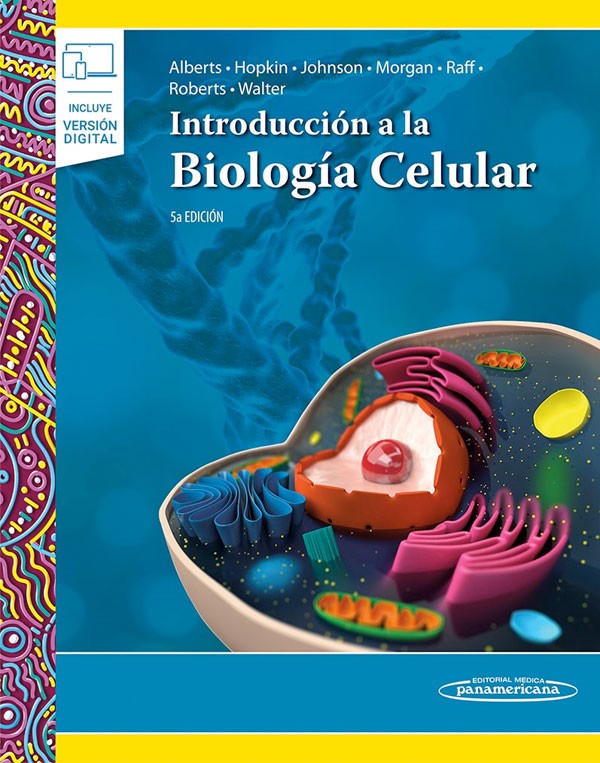 INCLUYE
VERSIÓN
DIGITAL
Alberts • Hopkin • Johnson • Morgan • Raff •
Roberts • Walter
Introducción a la
Biología Celular
5a EDICIÓN
EDITORIAL MEDICA
panamericana